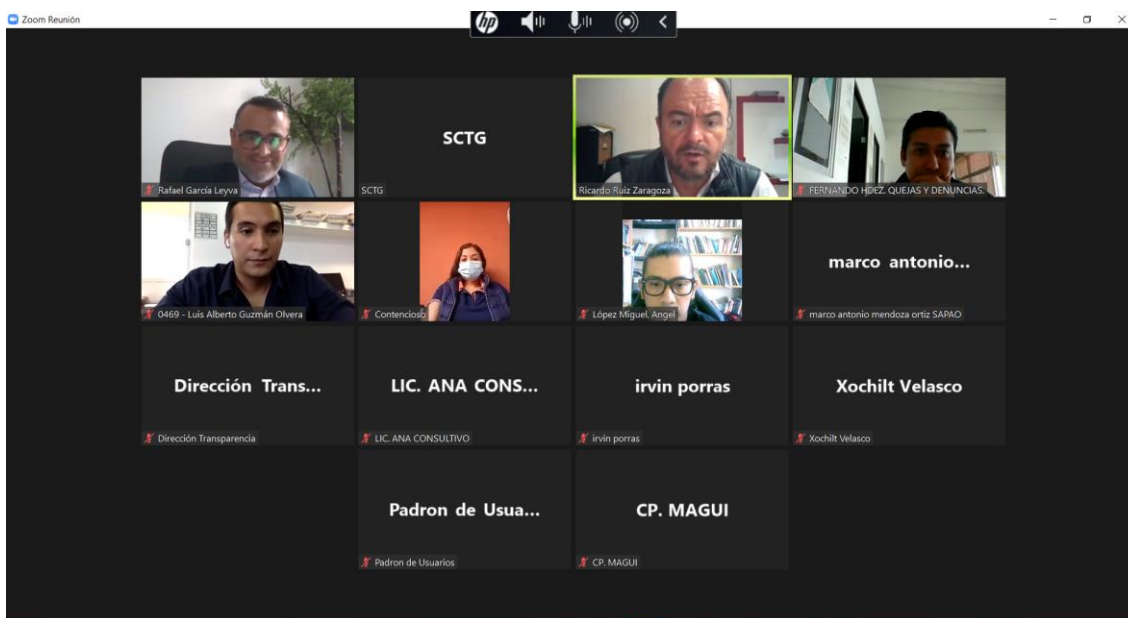 Zoom Reunión
hp
SCTG
Rafael García Leyva
SCTG
Ricardo Ruiz Zaragoza
FERNANDO HDEZ. QUEJAS Y DENUNCIAS.
marco antonio...
0469 - Luis Alberto Guzmán Olvera
Contencioso
López Miguel. Angel
marco antonio mendoza ortiz SAPAO
Dirección Trans...
LIC. ANA CONS...
irvin porras
Xochilt Velasco
Dirección Transparencia
LIC. ANA CONSULTIVO
irvin porras
Xochilt Velasco
Padron de Usua...
CP. MAGUI
Padron de Usuarios
CP. MAGUI